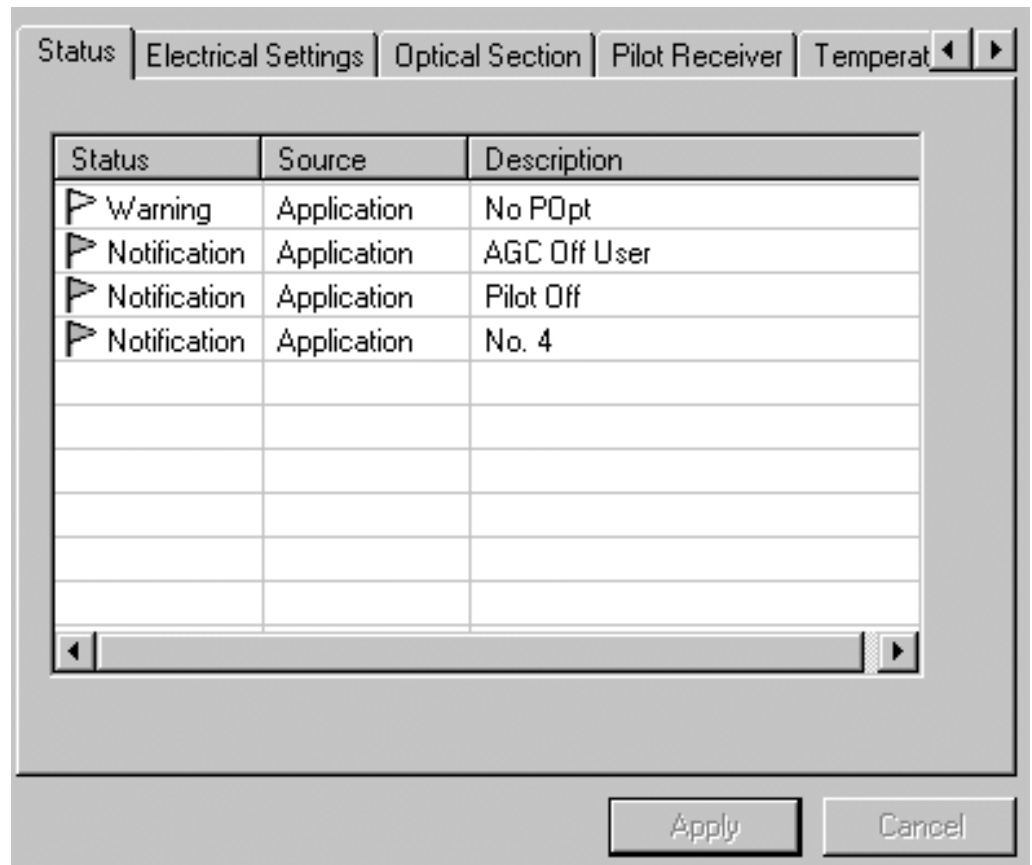 Status Electrical Settings Optical Section Pilot Receiver Temperat
Status Source Description
Warning Application No POpt
Notification Application AGC Off User
Notification Application Pilot Off
Notification Application No. 4
Apply Cancel